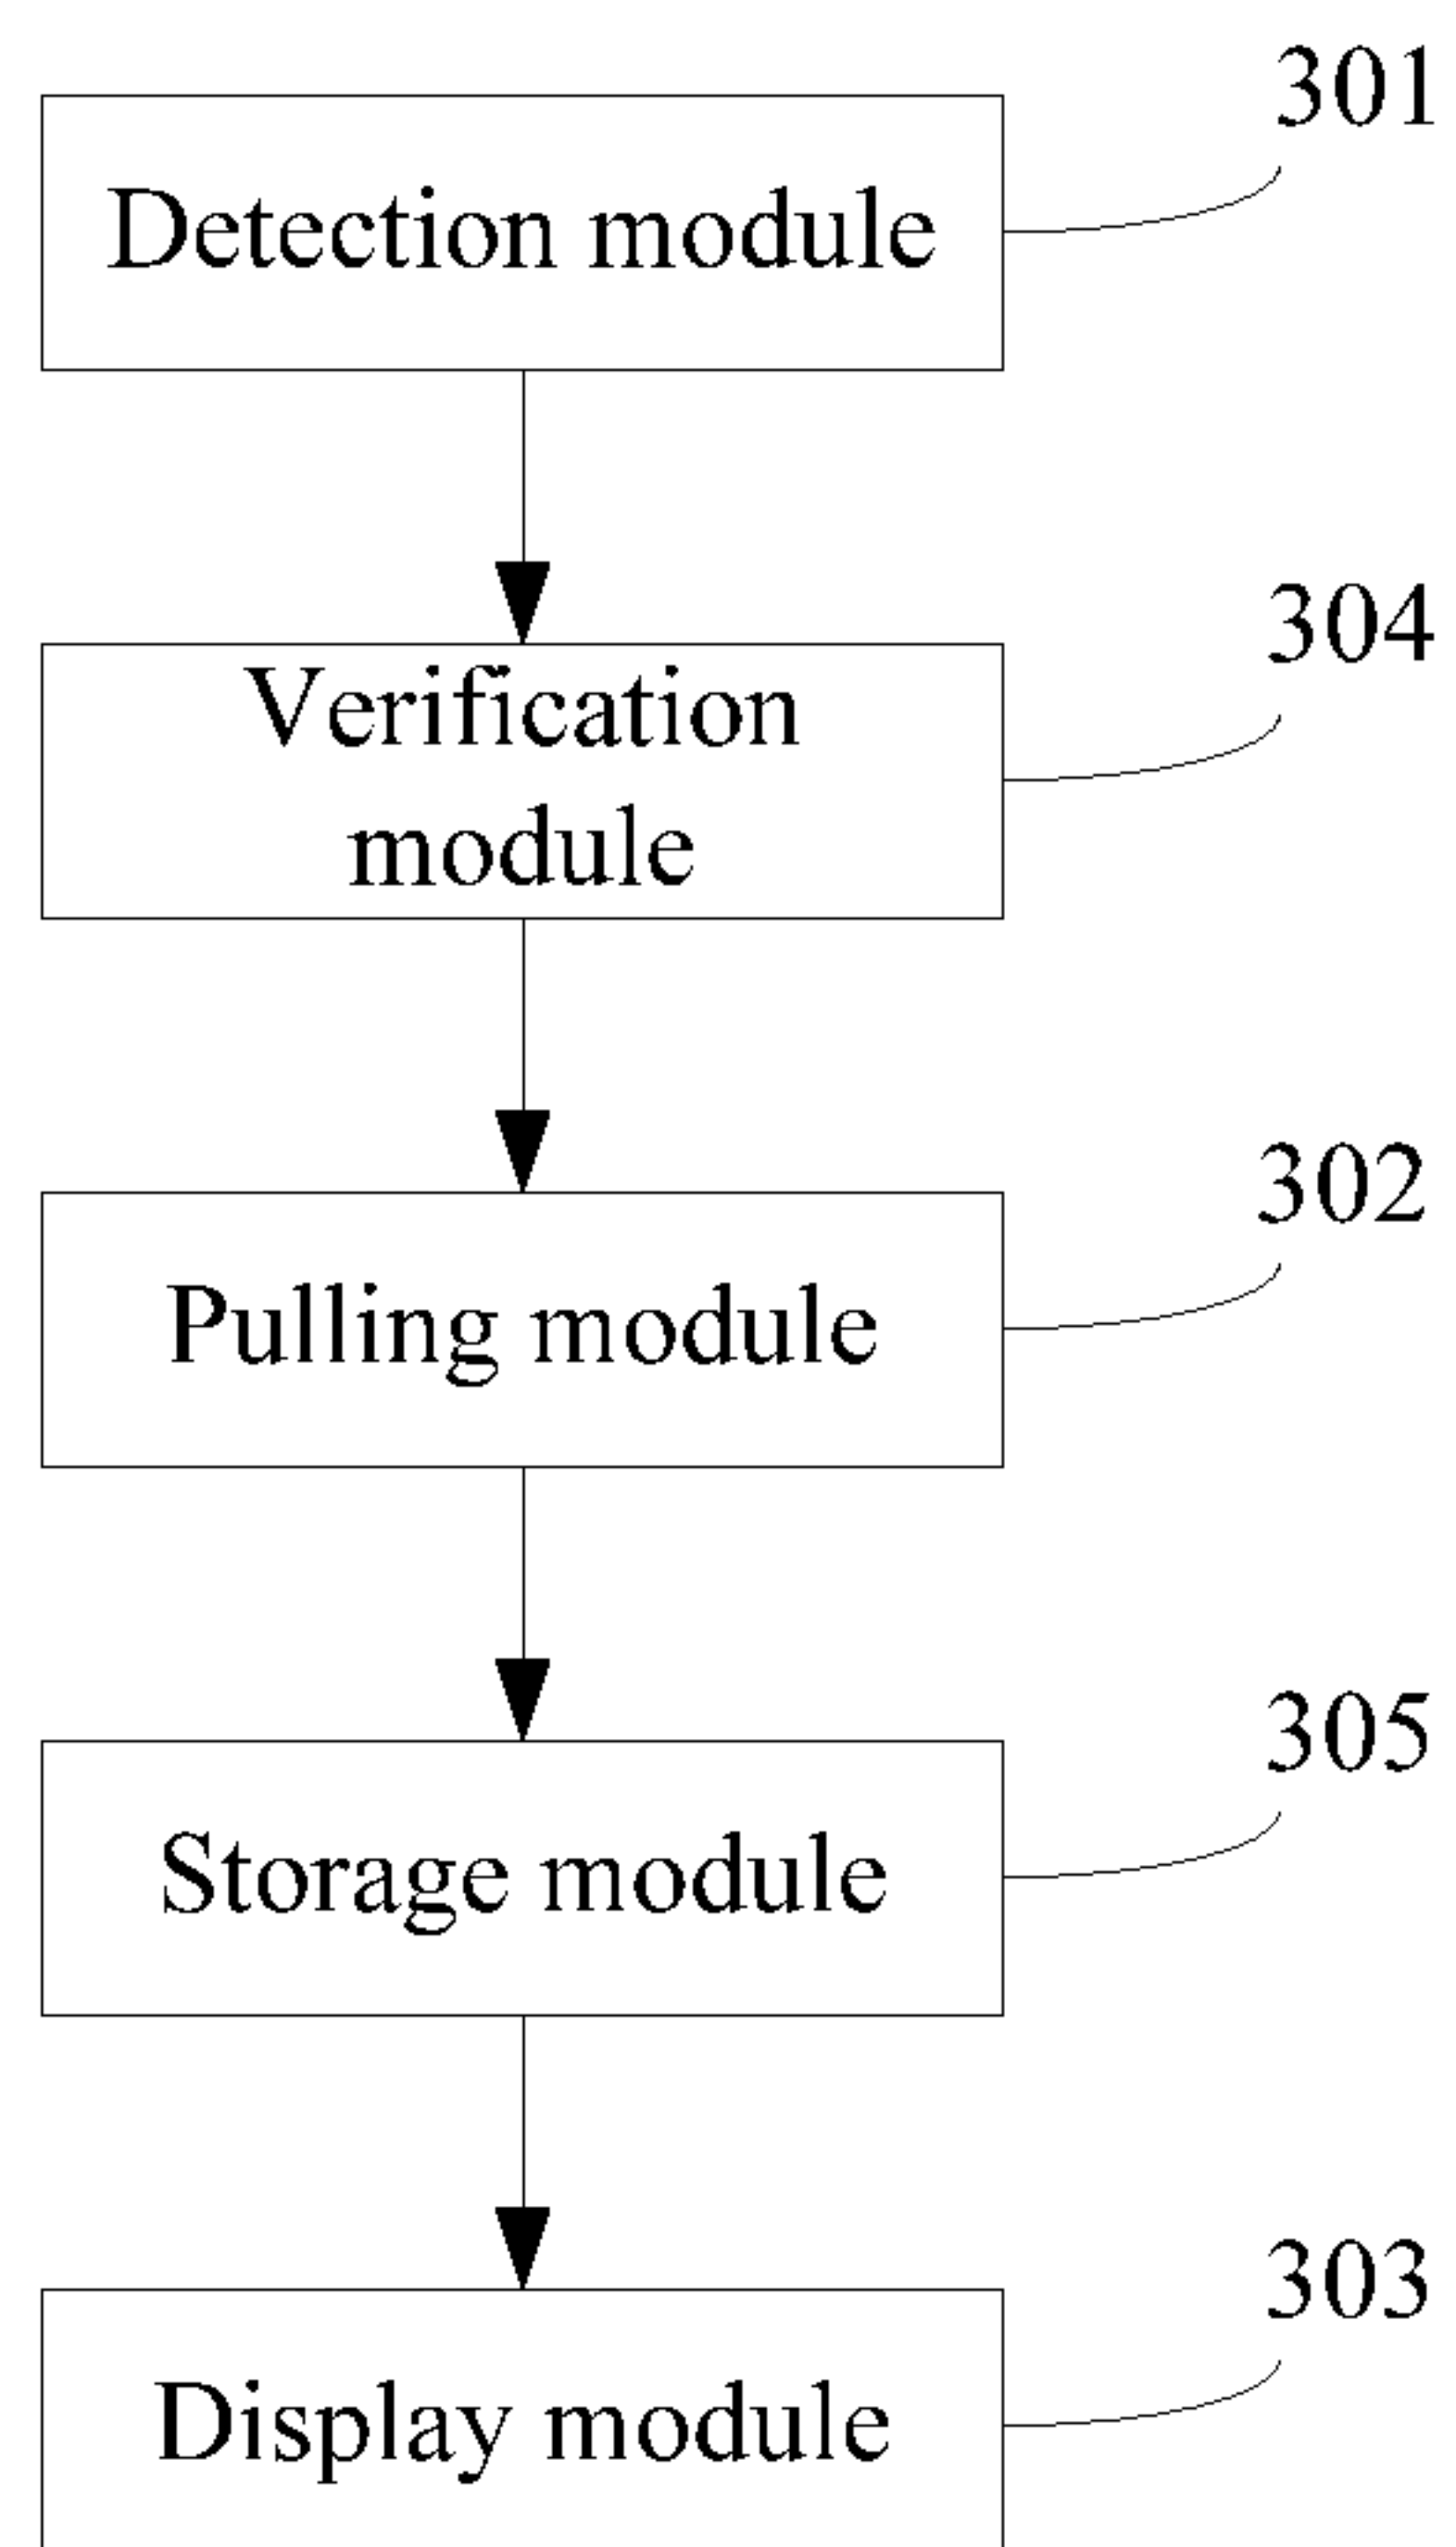 301
Detection module
304
Verification
module
302
Pulling module
305
Storage module
303
Display module